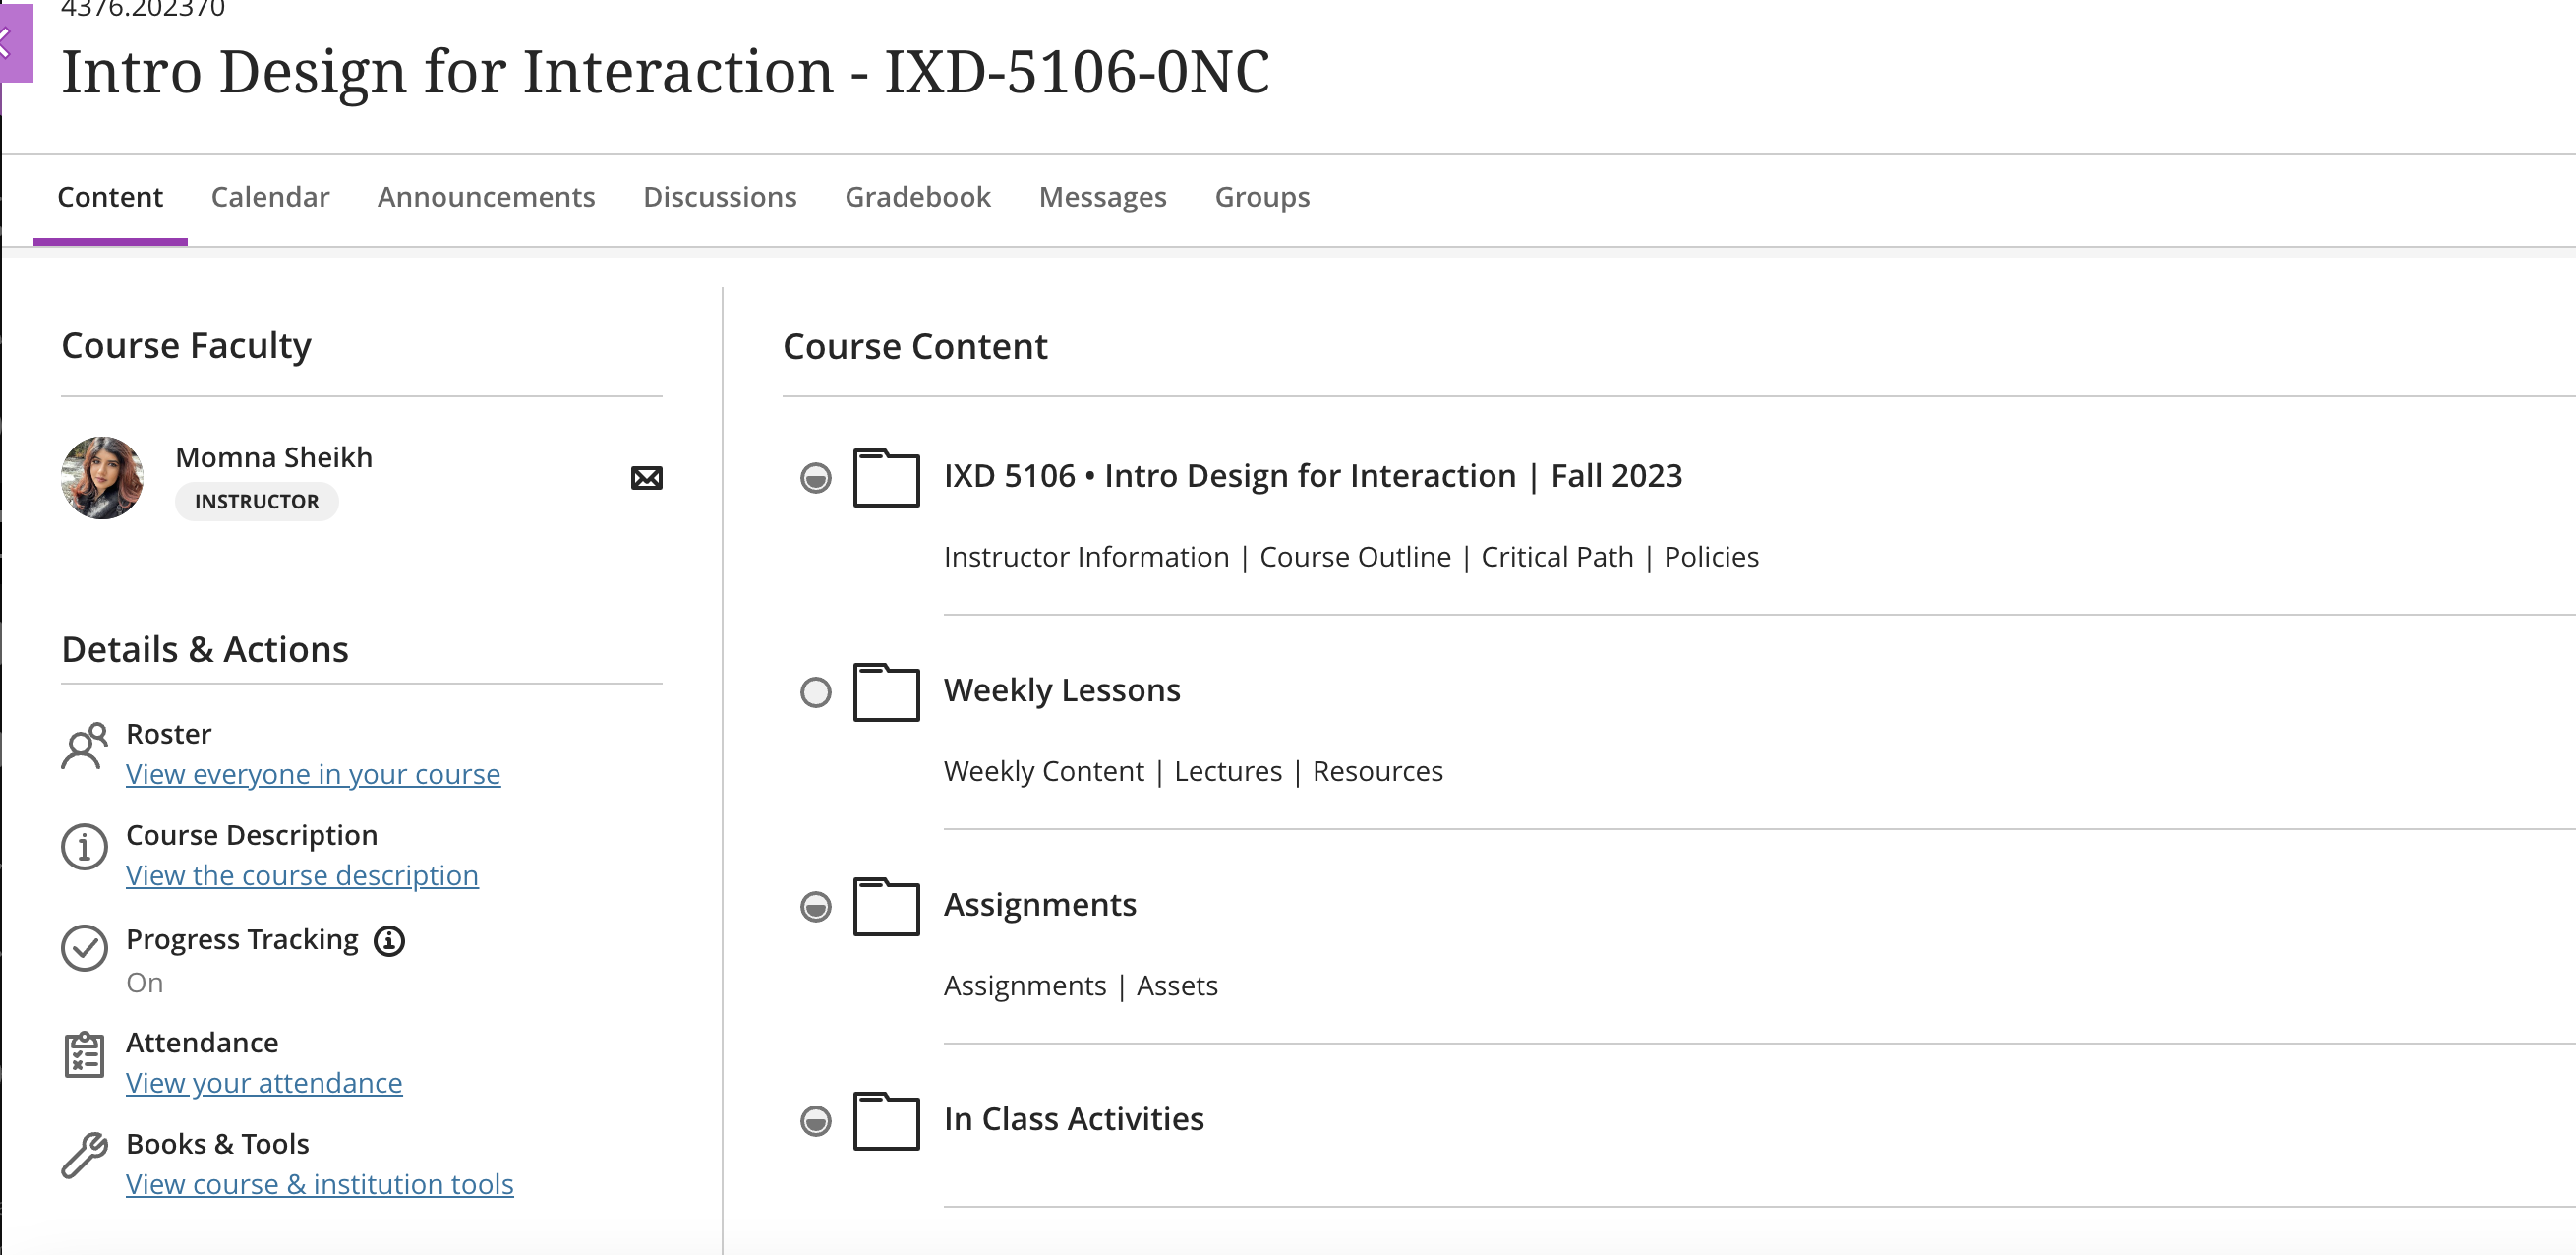 4376.202370
Intro Design for Interaction - IXD-5106-0NC
Content Calendar Announcements Discussions Gradebook Messages Groups
Course Faculty
Momna Sheikh
INSTRUCTOR
Details & Actions
Roster
View everyone in your course
Course Description
View the course description
Progress Tracking
On
Attendance
View your attendance
Books & Tools
View course & institution tools
Course Content
IXD 5106 • Intro Design for Interaction | Fall 2023
Instructor Information | Course Outline | Critical Path | Policies
Weekly Lessons
Weekly Content | Lectures | Resources
Assignments
Assignments | Assets
In Class Activities